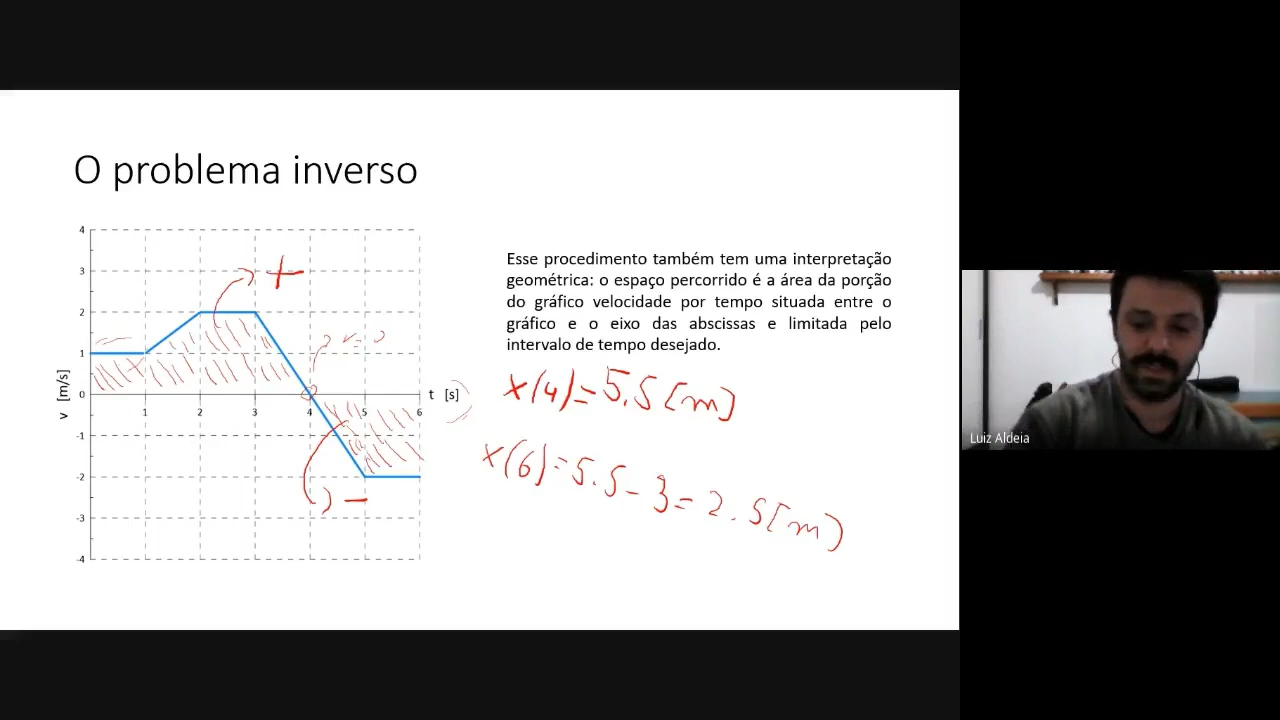 O problema inverso
4
3
2
1
0
-1
-2
-3
-4
v [m/s]
1 2 3 4 5 6
t [s]
+
v=0
-
Esse procedimento também tem uma interpretação
geométrica: o espaço percorrido é a área da porção
do gráfico velocidade por tempo situada entre o
gráfico e o eixo das abscissas e limitada pelo
intervalo de tempo desejado.
x(4)=5.5[m]
x(6)=5.5-3=2.5[m]
Luiz Aldeia